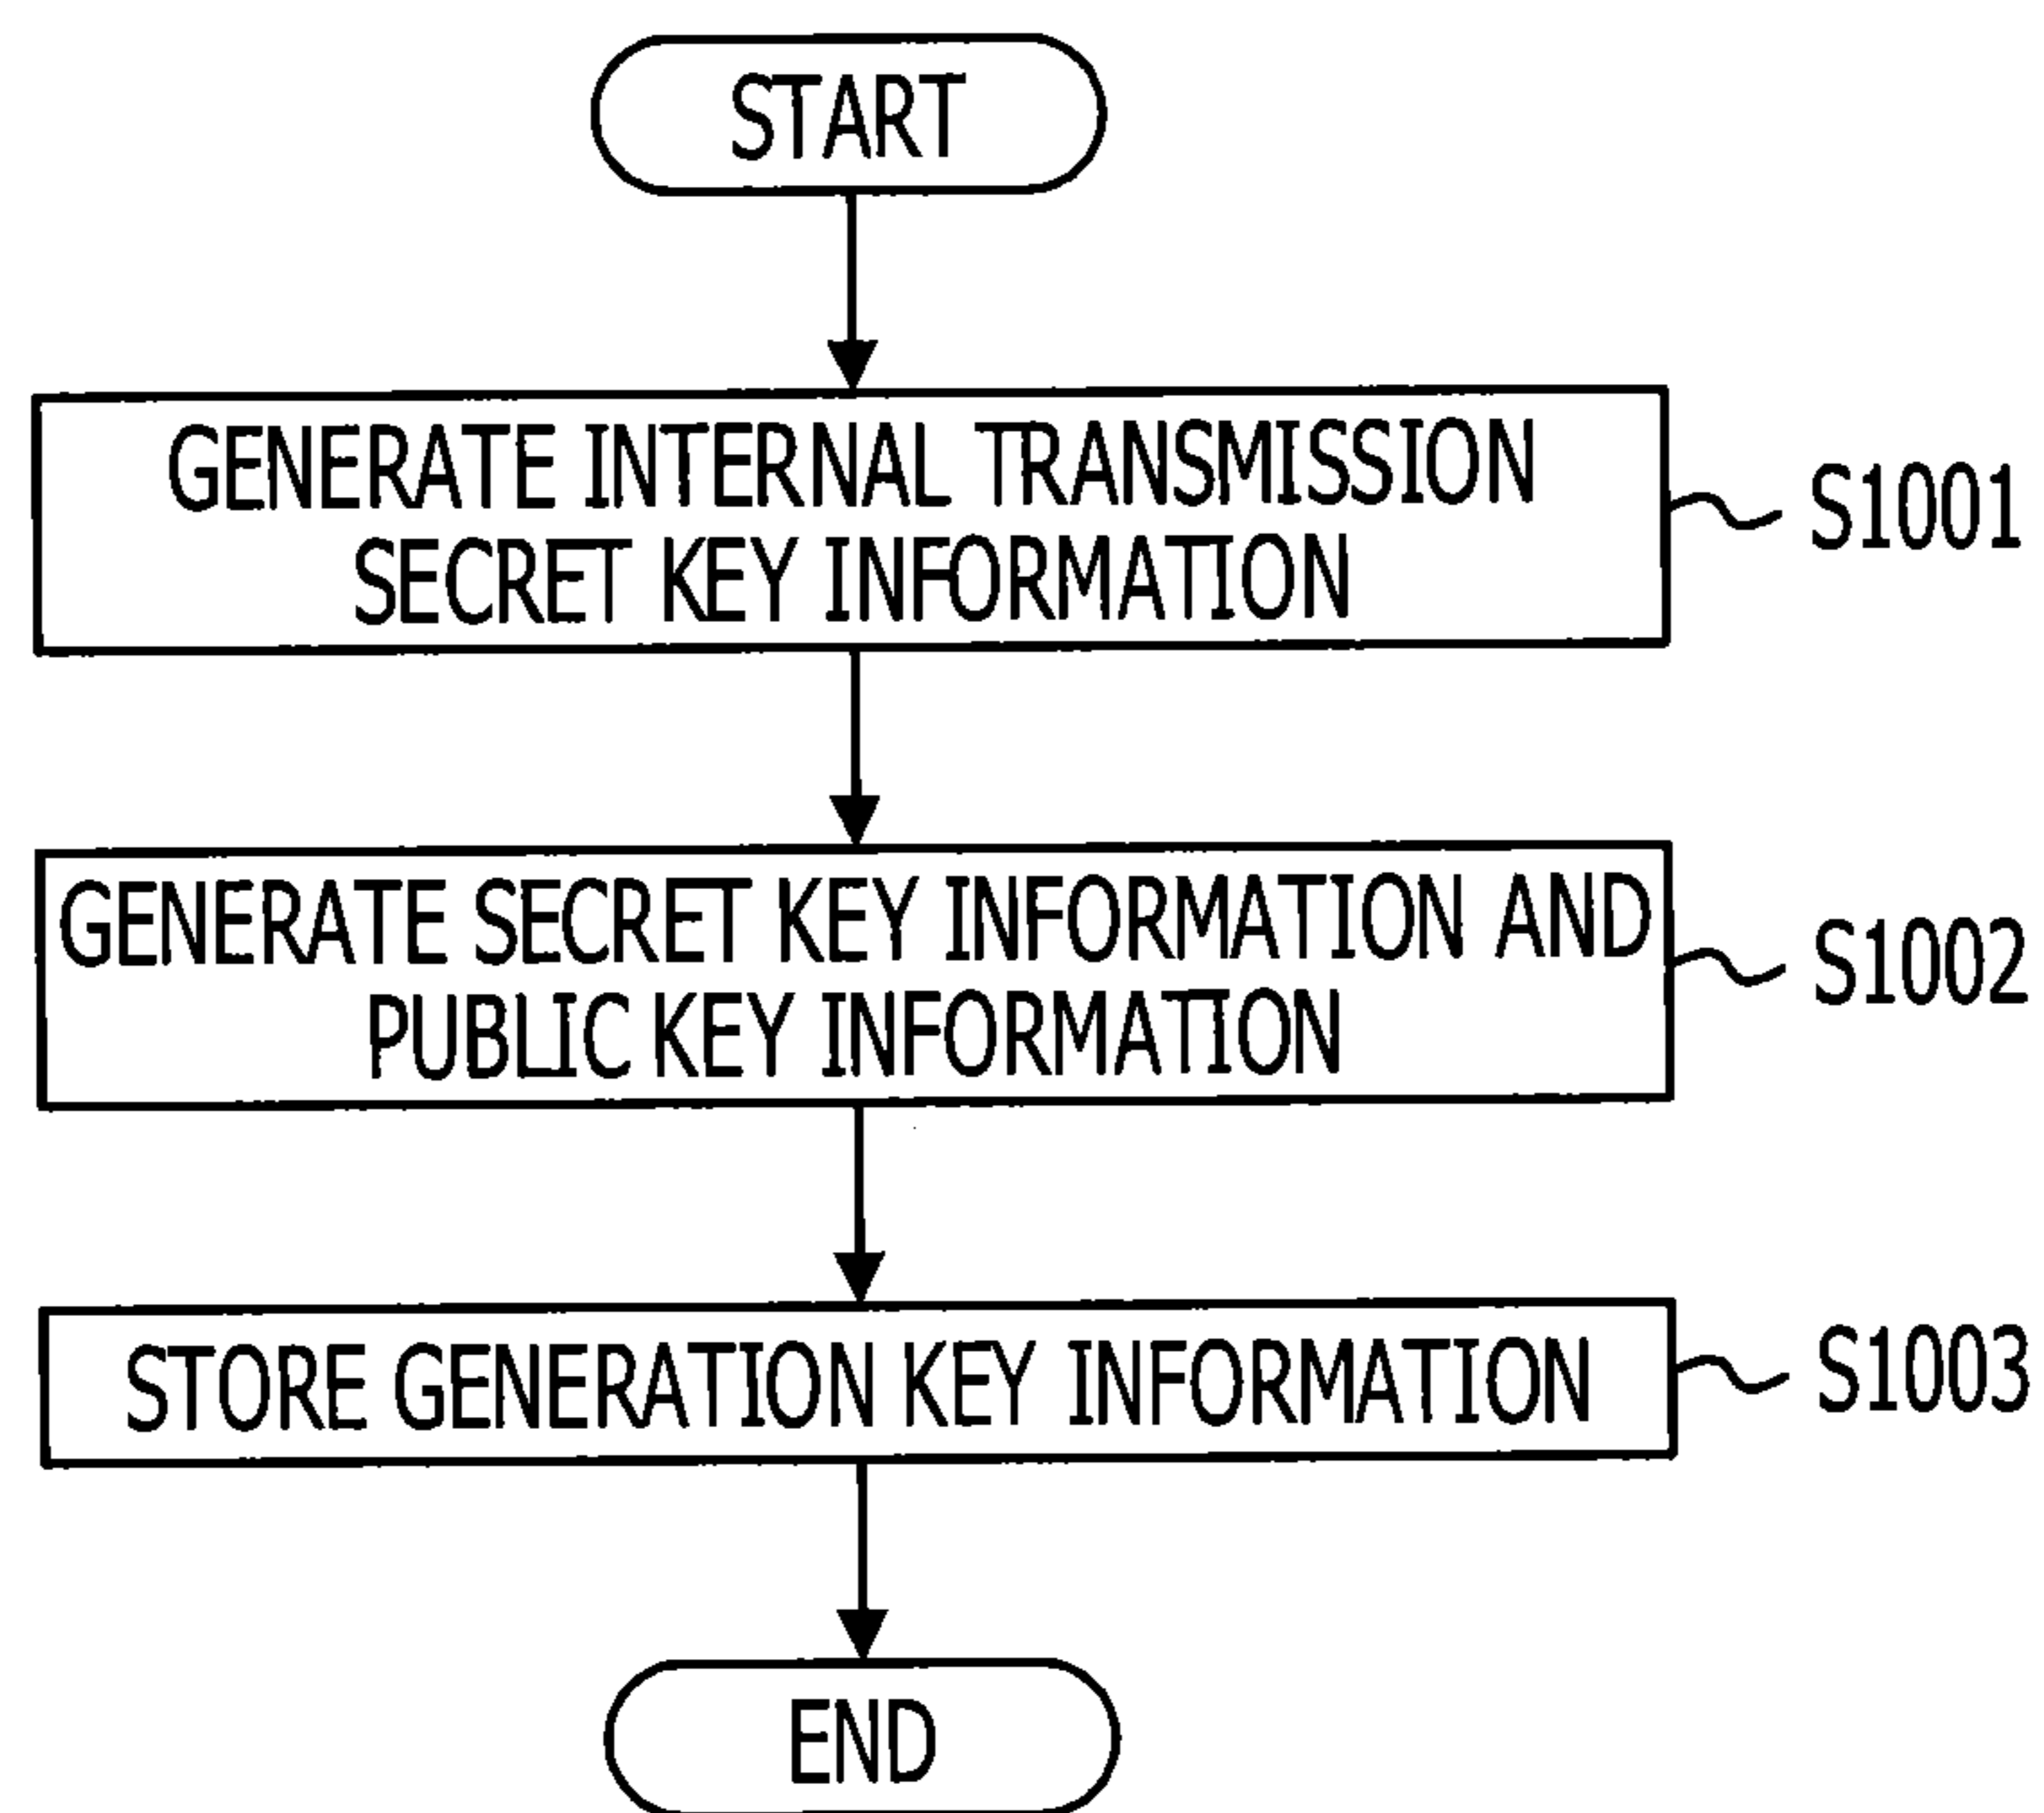 START
GENERATE INTERNAL TRANSMISSION
SECRET KEY INFORMATION
S1001
GENERATE SECRET KEY INFORMATION AND
PUBLIC KEY INFORMATION
S1002
STORE GENERATION KEY INFORMATION
S1003
END